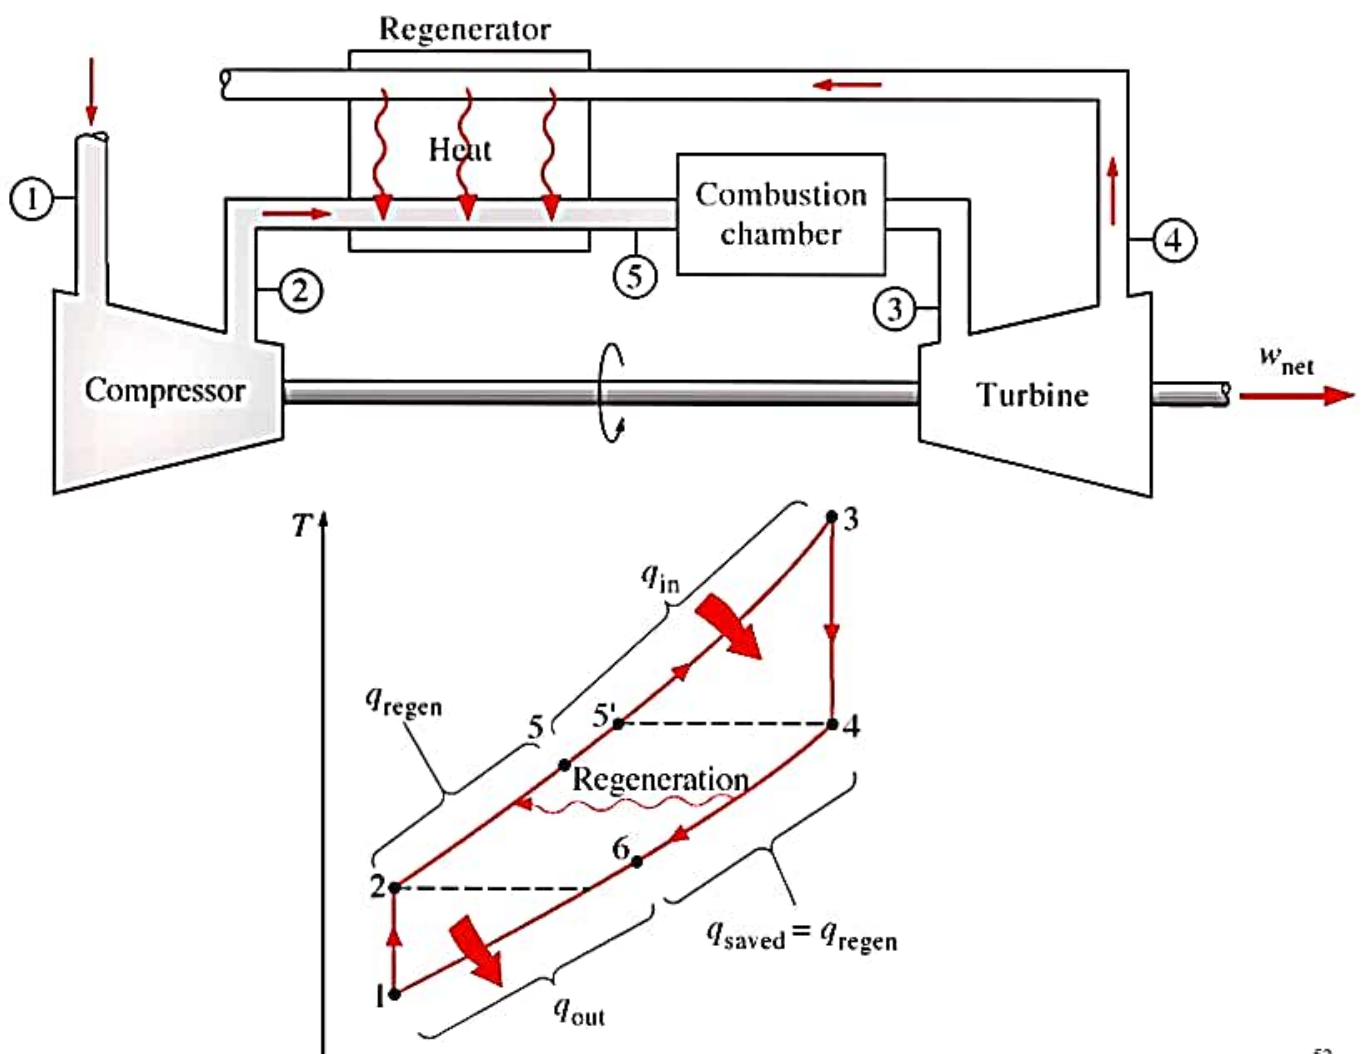 Regenerator
Heat
Combustion
chamber
1
2
5
3
4
Compressor
Turbine
w_net
T
3
q_in
q_regen
5
5'
4
Regeneration
6
2
q_saved = q_regen
1
q_out